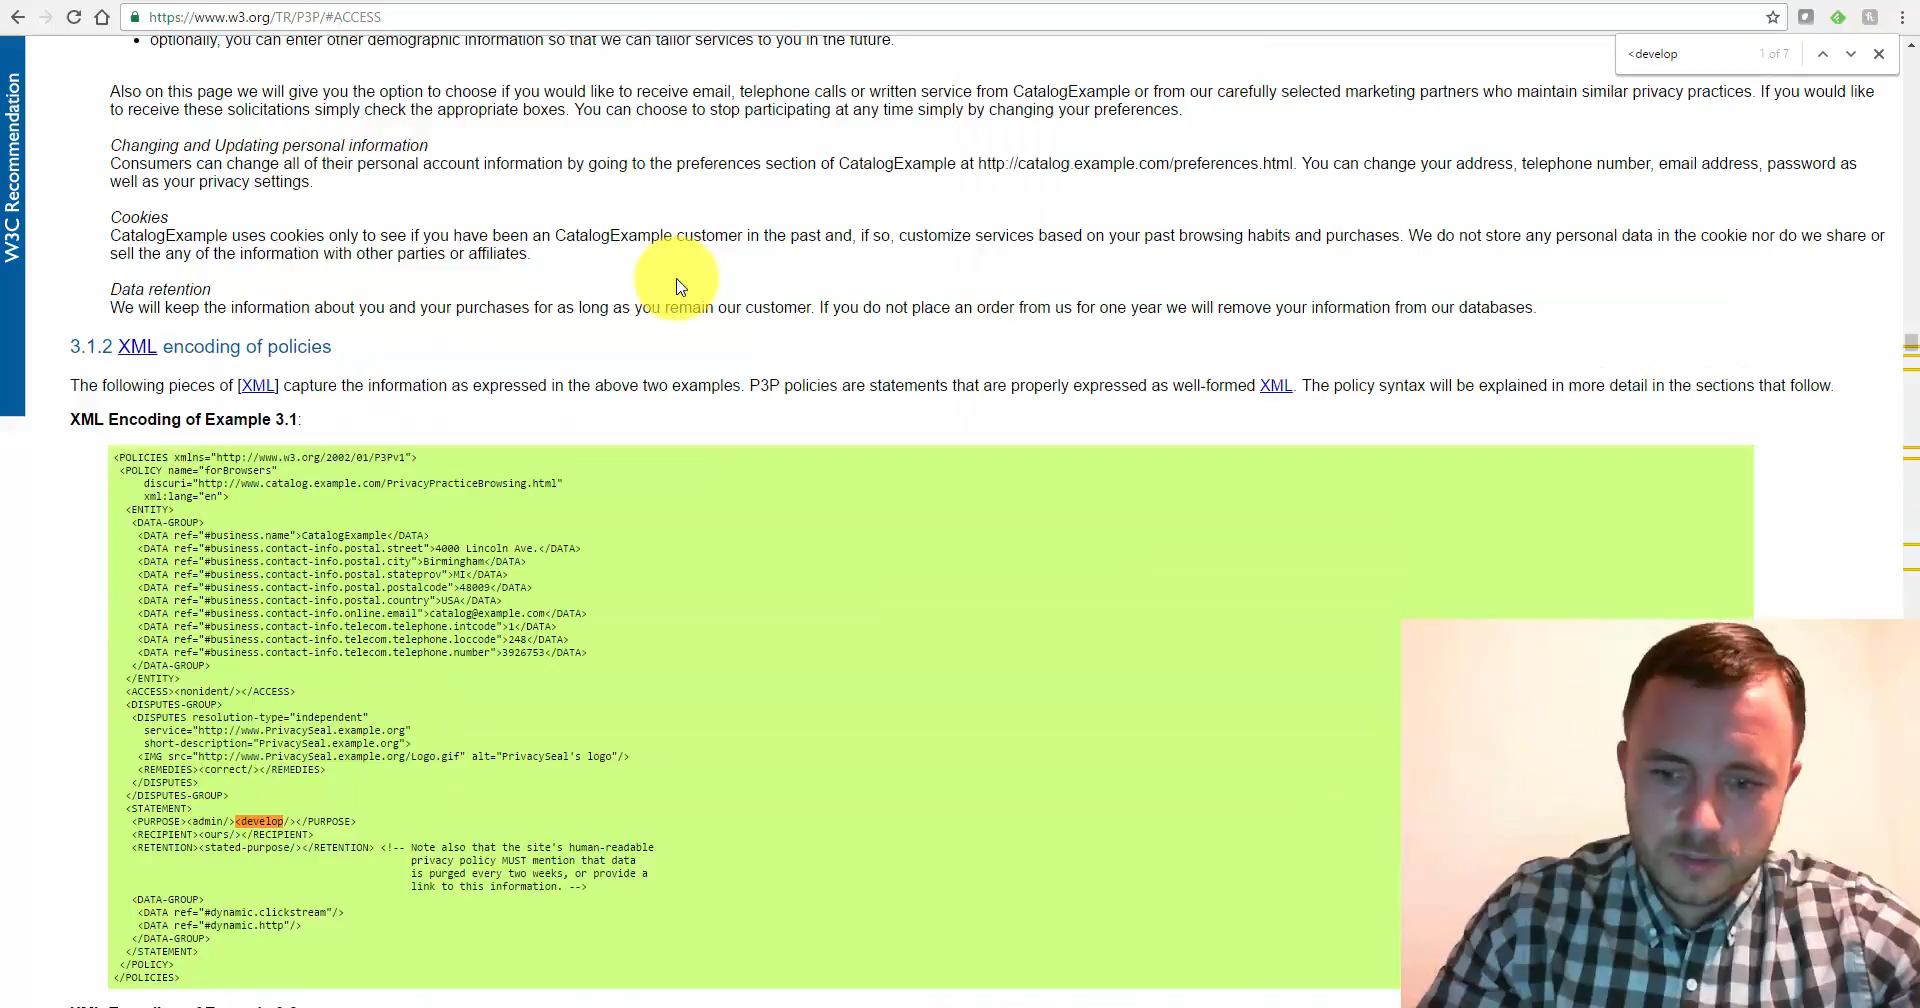 https://www.w3.org/TR/P3P/#ACCESS
<develop
1 of 7
W3C Recommendation
optionally, you can enter other demographic information so that we can tailor services to you in the future.
Also on this page we will give you the option to choose if you would like to receive email, telephone calls or written service from CatalogExample or from our carefully selected marketing partners who maintain similar privacy practices. If you would like
to receive these solicitations simply check the appropriate boxes. You can choose to stop participating at any time simply by changing your preferences.
Changing and Updating personal information
Consumers can change all of their personal account information by going to the preferences section of CatalogExample at http://catalog.example.com/preferences.html. You can change your address, telephone number, email address, password as
well as your privacy settings.
Cookies
CatalogExample uses cookies only to see if you have been an CatalogExample customer in the past and, if so, customize services based on your past browsing habits and purchases. We do not store any personal data in the cookie nor do we share or
sell the any of the information with other parties or affiliates.
Data retention
We will keep the information about you and your purchases for as long as you remain our customer. If you do not place an order from us for one year we will remove your information from our databases.
3.1.2 XML encoding of policies
The following pieces of [XML] capture the information as expressed in the above two examples. P3P policies are statements that are properly expressed as well-formed XML. The policy syntax will be explained in more detail in the sections that follow.
XML Encoding of Example 3.1:
<POLICIES xmlns="http://www.w3.org/2002/01/P3Pv1">
<POLICY name="forBrowsers"
discuri="http://www.catalog.example.com/PrivacyPracticeBrowsing.html"
xml:lang="en">
<ENTITY>
<DATA-GROUP>
<DATA ref="#business.name">CatalogExample</DATA>
<DATA ref="#business.contact-info.postal.street">4000 Lincoln Ave.</DATA>
<DATA ref="#business.contact-info.postal.city">Birmingham</DATA>
<DATA ref="#business.contact-info.postal.stateprov">MI</DATA>
<DATA ref="#business.contact-info.postal.postalcode">48009</DATA>
<DATA ref="#business.contact-info.postal.country">USA</DATA>
<DATA ref="#business.contact-info.online.email">catalog@example.com</DATA>
<DATA ref="#business.contact-info.telecom.telephone.intcode">1</DATA>
<DATA ref="#business.contact-info.telecom.telephone.loccode">248</DATA>
<DATA ref="#business.contact-info.telecom.telephone.number">3926753</DATA>
</DATA-GROUP>
</ENTITY>
<ACCESS><nonident/></ACCESS>
<DISPUTES-GROUP>
<DISPUTES resolution-type="independent"
service="http://www.PrivacySeal.example.org"
short-description="PrivacySeal.example.org">
<IMG src="http://www.PrivacySeal.example.org/Logo.gif" alt="PrivacySeal's logo"/>
<REMEDIES><correct/></REMEDIES>
</DISPUTES>
</DISPUTES-GROUP>
<STATEMENT>
<PURPOSE><admin/><develop/></PURPOSE>
<RECIPIENT><ours/></RECIPIENT>
<RETENTION><stated-purpose/></RETENTION> <!-- Note also that the site's human-readable
privacy policy MUST mention that data
is purged every two weeks, or provide a
link to this information. -->
<DATA-GROUP>
<DATA ref="#dynamic.clickstream"/>
<DATA ref="#dynamic.http"/>
</DATA-GROUP>
</STATEMENT>
</POLICY>
</POLICIES>